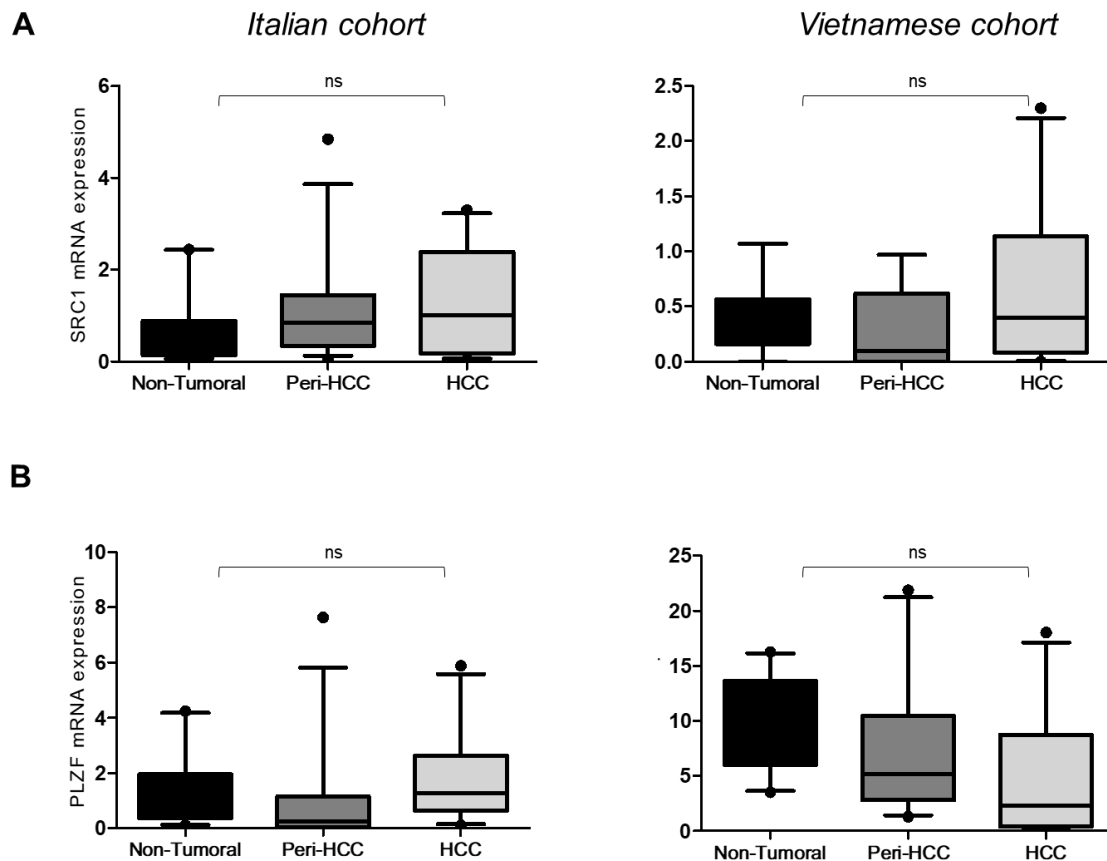 A
Italian cohort
Vietnamese cohort
SRC1 mRNA expression
6
4
2
0
ns
Non-Tumoral
Peri-HCC
HCC
2.5
2.0
1.5
1.0
0.5
0.0
ns
Non-Tumoral
Peri-HCC
HCC
B
PLZF mRNA expression
10
8
6
4
2
0
ns
Non-Tumoral
Peri-HCC
HCC
25
20
15
10
5
0
ns
Non-Tumoral
Peri-HCC
HCC